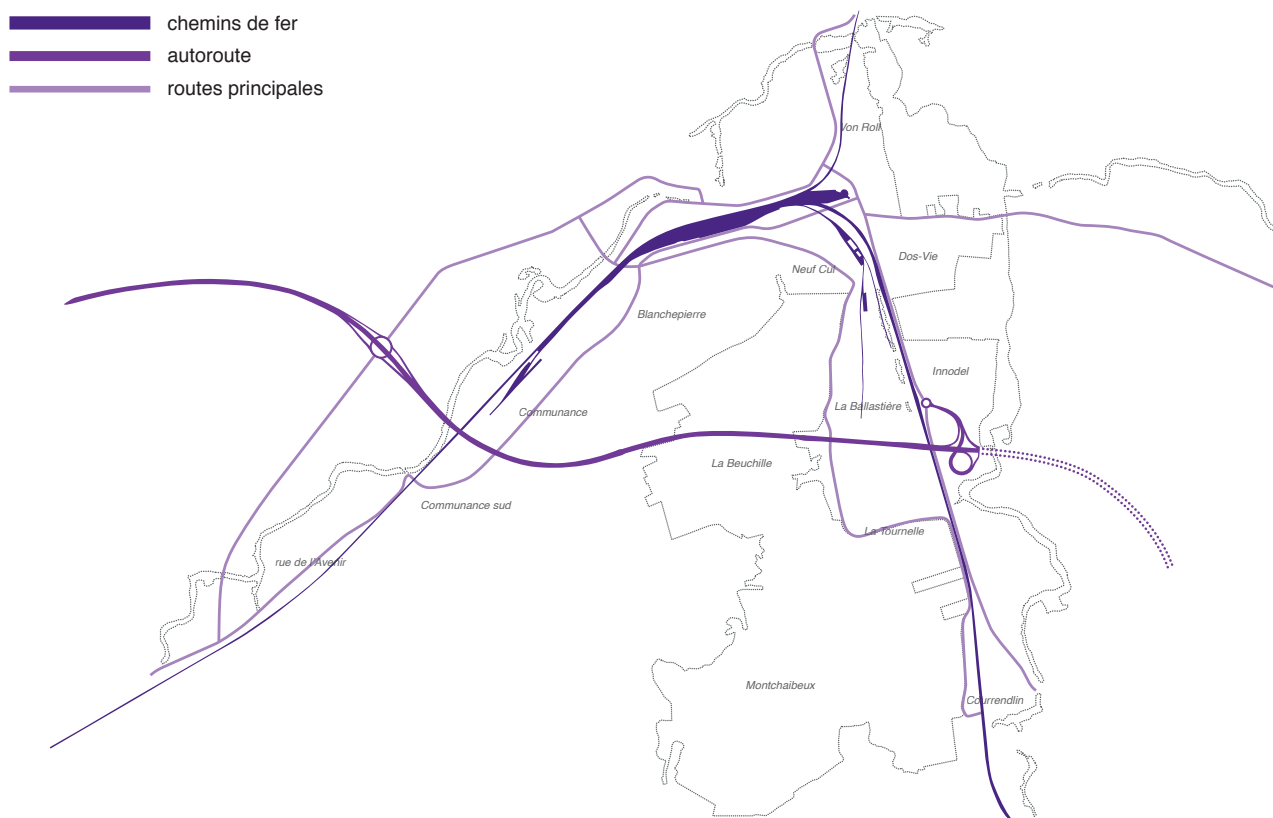 chemins de fer
autoroute
routes principales
Von Roll
Dos-Vie
Neuf Cul
Blanchepierre
Innodel
La Ballastière
Communance
La Beuchille
Communance sud
La Tournelle
rue de l'Avenir
Montchaibeux
Courrendlin